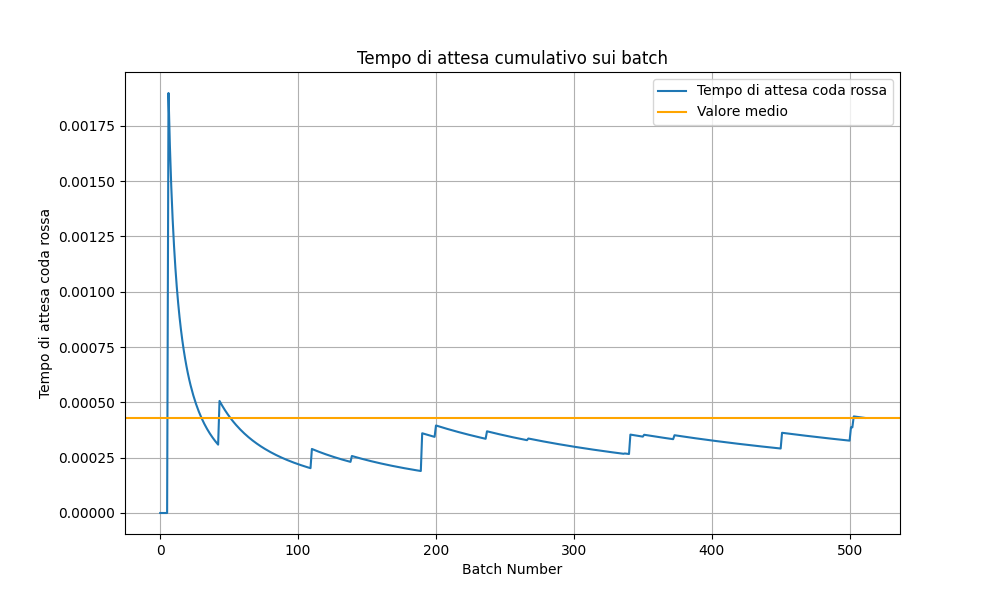 Tempo di attesa cumulativo sui batch
Tempo di attesa coda rossa
Valore medio
Tempo di attesa coda rossa
0.00175
0.00150
0.00125
0.00100
0.00075
0.00050
0.00025
0.00000
0 100 200 300 400 500
Batch Number